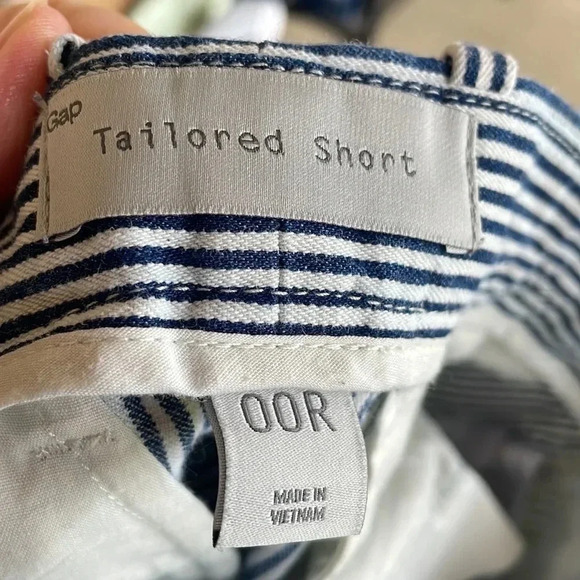 Gap
Tailored Short
00R
MADE IN
VIETNAM